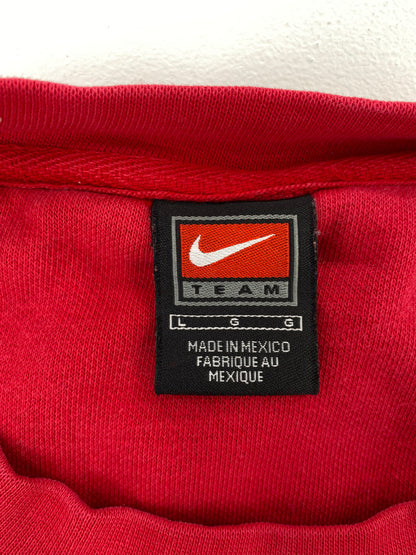 TEAM
L G G
MADE IN MEXICO
FABRIQUE AU
MEXIQUE